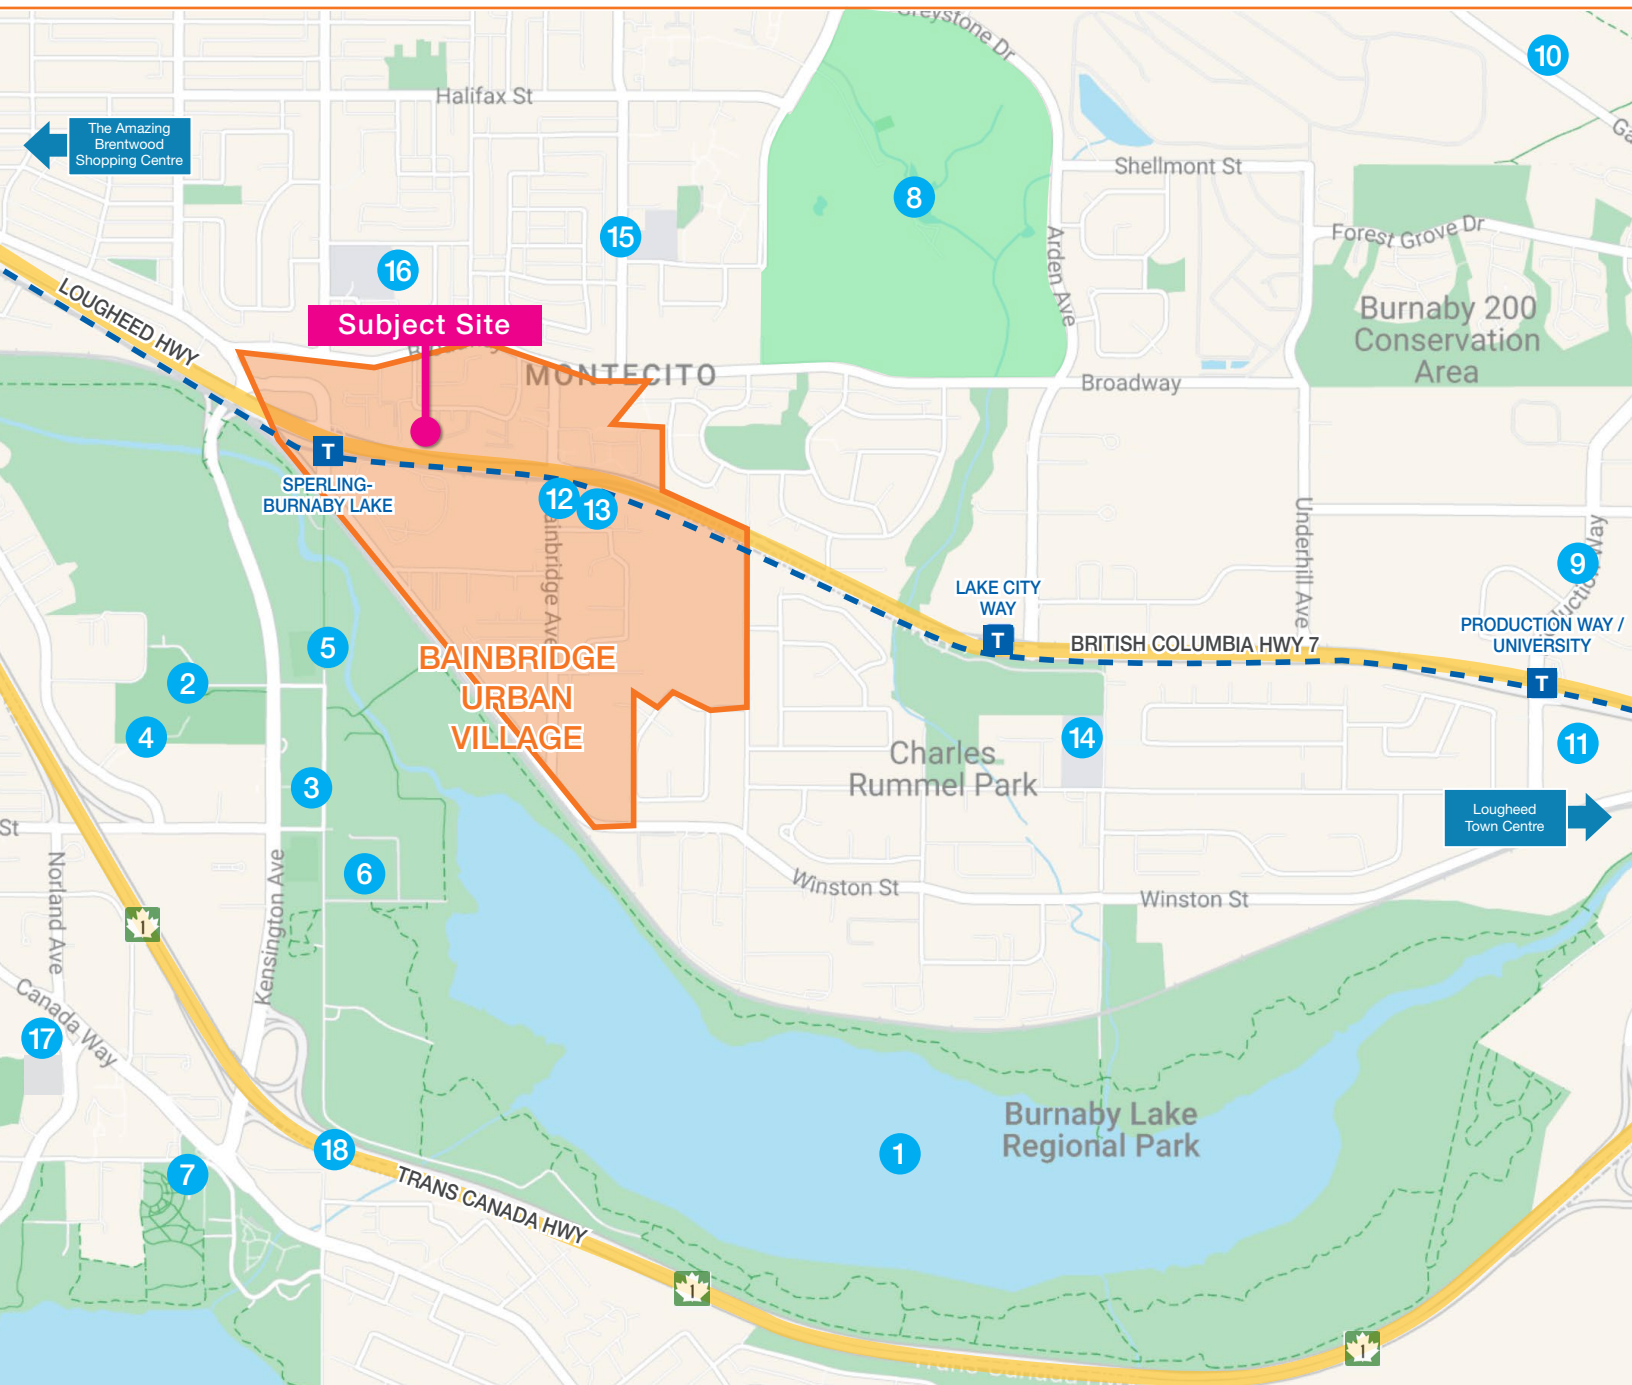 Greystone Dr
10
Halifax St
Ga
The Amazing
Brentwood
Shopping Centre
Shellmont St
8
15
Forest Grove Dr
Arden Ave
16
LOUGHEED HWY
Subject Site
Burnaby 200
Conservation
Area
MONTECITO
Broadway
T
SPERLING-
BURNABY LAKE
12
13
Bainbridge Ave
Underhill Ave
9
LAKE CITY
WAY
T
BRITISH COLUMBIA HWY 7
PRODUCTION WAY /
UNIVERSITY
T
5
BAINBRIDGE
URBAN
VILLAGE
2
4
14
11
Charles
Rummel Park
3
Lougheed
Town Centre
St
6
Norland Ave
Kensington Ave
Winston St
Winston St
1
Canada Way
17
Burnaby Lake
Regional Park
18
1
7
TRANS CANADA HWY
1
1